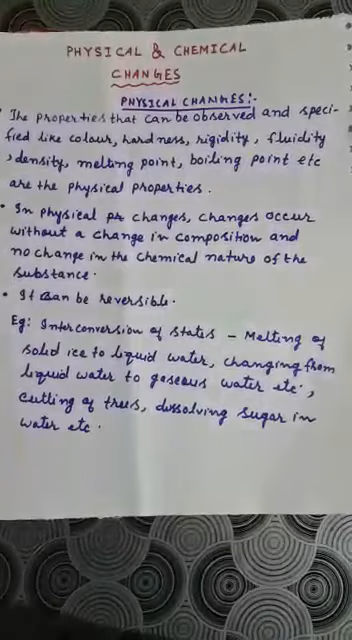 PHYSICAL & CHEMICAL
CHANGES
PHYSICAL CHANGES:-
• The Properties that can be observed and speci-
fied like colour, hardness, rigidity, fluidity
, density, melting point, boiling point etc
are the physical properties.
• In physical changes, changes occur
without a change in composition and
no change in the chemical nature of the
substance.
• It can be reversible.
Eg: Interconversion of states - Melting of
solid ice to liquid water, changing from
liquid water to gaseous water etc,
cutting of trees, dissolving sugar in
water etc.